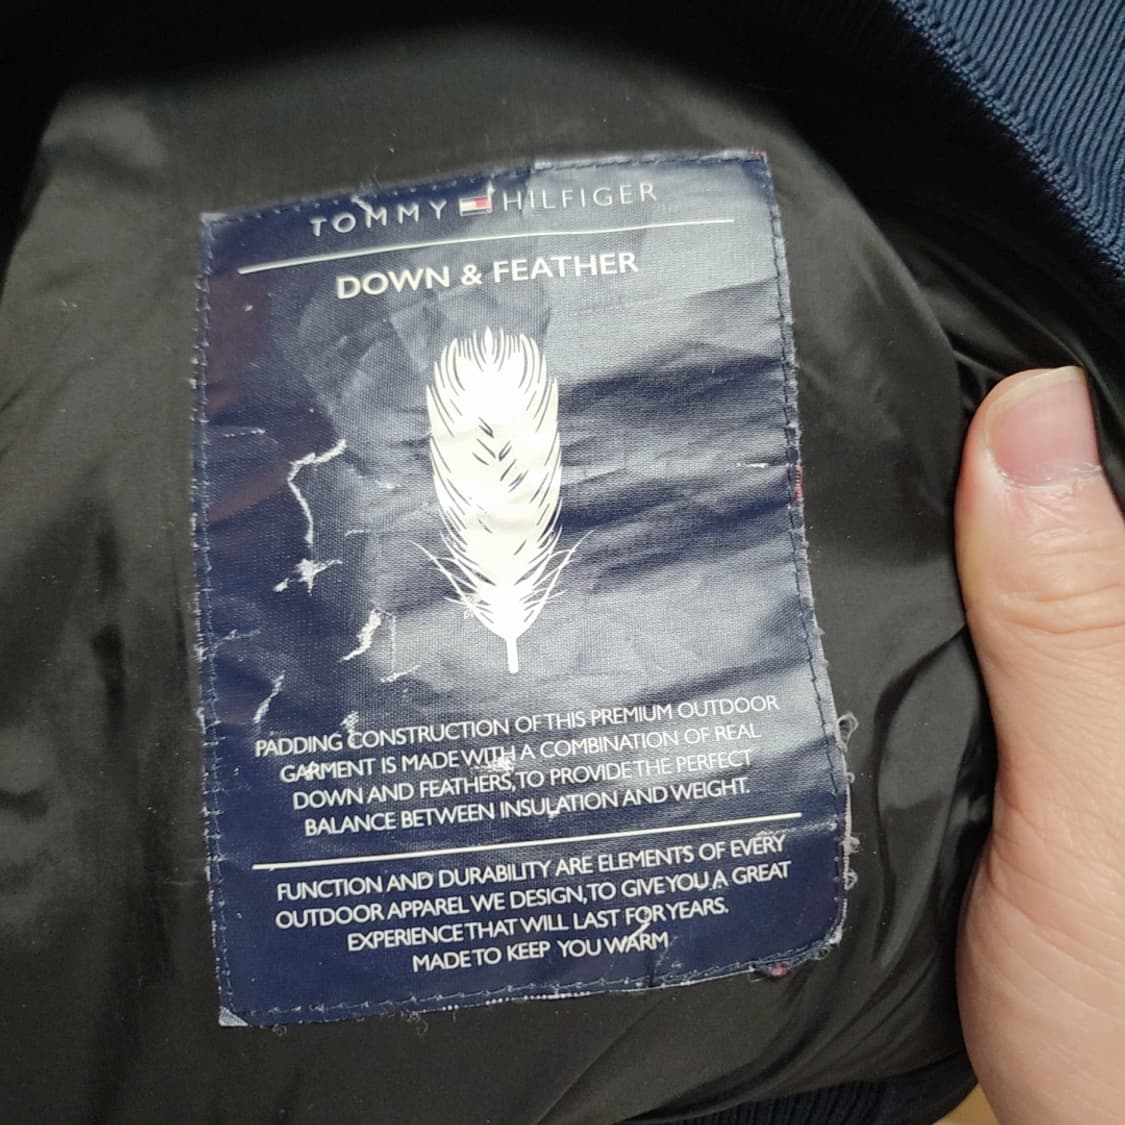 TOMMY HILFIGER
DOWN & FEATHER
PADDING CONSTRUCTION OF THIS PREMIUM OUTDOOR
GARMENT IS MADE WITH A COMBINATION OF REAL
DOWN AND FEATHERS, TO PROVIDE THE PERFECT
BALANCE BETWEEN INSULATION AND WEIGHT.
FUNCTION AND DURABILITY ARE ELEMENTS OF EVERY
OUTDOOR APPAREL WE DESIGN, TO GIVE YOU A GREAT
EXPERIENCE THAT WILL LAST FOR YEARS.
MADE TO KEEP YOU WARM